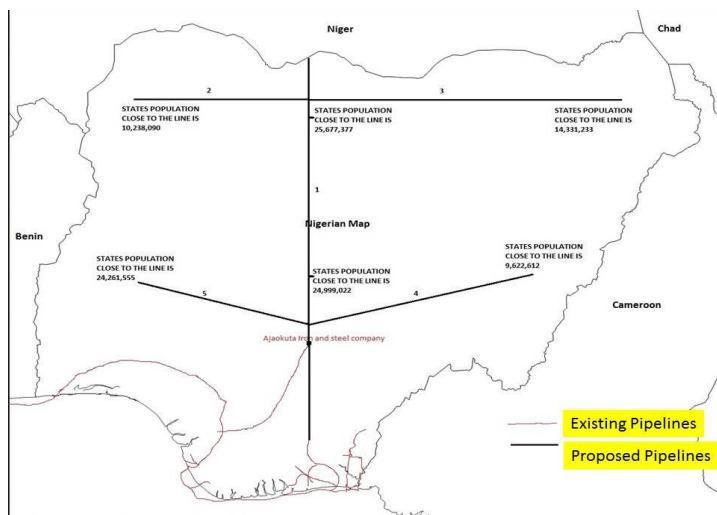 Niger
Chad
2
3
STATES POPULATION
CLOSE TO THE LINE IS
10,238,090
STATES POPULATION
CLOSE TO THE LINE IS
25,677,377
STATES POPULATION
CLOSE TO THE LINE IS
14,331,233
1
Nigerian Map
Benin
STATES POPULATION
CLOSE TO THE LINE IS
24,261,555
STATES POPULATION
CLOSE TO THE LINE IS
24,999,022
STATES POPULATION
CLOSE TO THE LINE IS
9,622,612
5
4
Cameroon
Ajaokuta Iron and steel company
Existing Pipelines
Proposed Pipelines